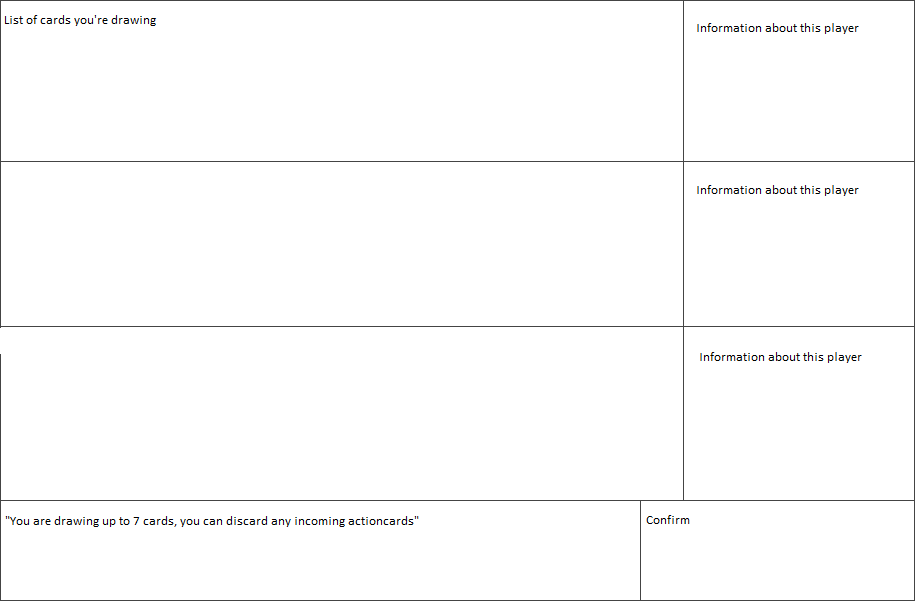 List of cards you're drawing
Information about this player
Information about this player
Information about this player
"You are drawing up to 7 cards, you can discard any incoming actioncards"
Confirm